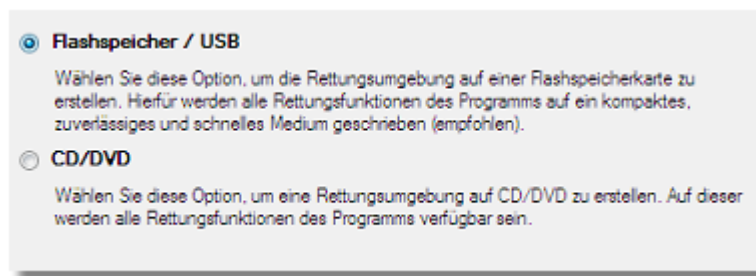 Flashspeicher / USB
Wählen Sie diese Option, um die Rettungsumgebung auf einer Flashspeicherkarte zu
erstellen. Hierfür werden alle Rettungsfunktionen des Programms auf ein kompaktes,
zuverlässiges und schnelles Medium geschrieben (empfohlen).
CD/DVD
Wählen Sie diese Option, um eine Rettungsumgebung auf CD/DVD zu erstellen. Auf dieser
werden alle Rettungsfunktionen des Programms verfügbar sein.